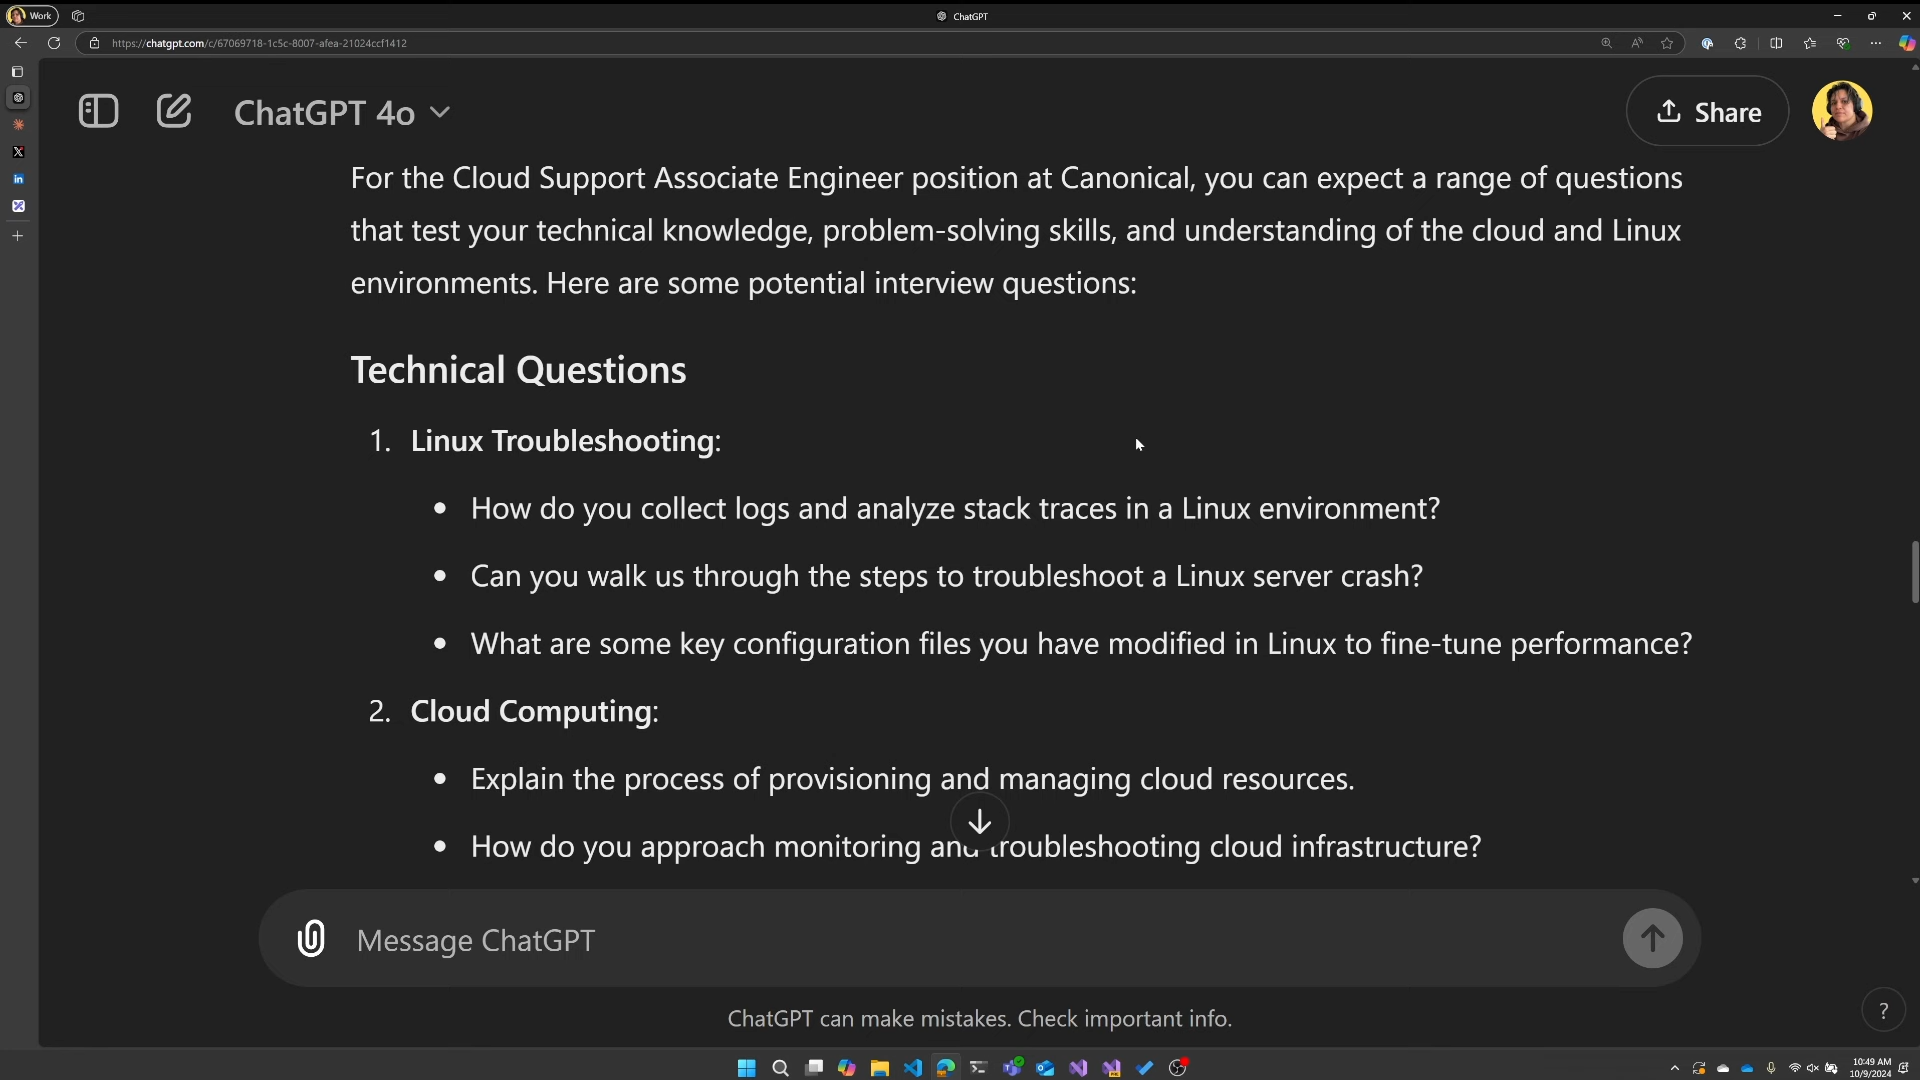 Work
ChatGPT
https://chatgpt.com/c/67069718-1c5c-8007-afea-21024ccf1412
ChatGPT 4o
Share
For the Cloud Support Associate Engineer position at Canonical, you can expect a range of questions
that test your technical knowledge, problem-solving skills, and understanding of the cloud and Linux
environments. Here are some potential interview questions:
Technical Questions
1. Linux Troubleshooting:
• How do you collect logs and analyze stack traces in a Linux environment?
• Can you walk us through the steps to troubleshoot a Linux server crash?
• What are some key configuration files you have modified in Linux to fine-tune performance?
2. Cloud Computing:
• Explain the process of provisioning and managing cloud resources.
• How do you approach monitoring and troubleshooting cloud infrastructure?
Message ChatGPT
ChatGPT can make mistakes. Check important info.
?
10:49 AM
10/9/2024